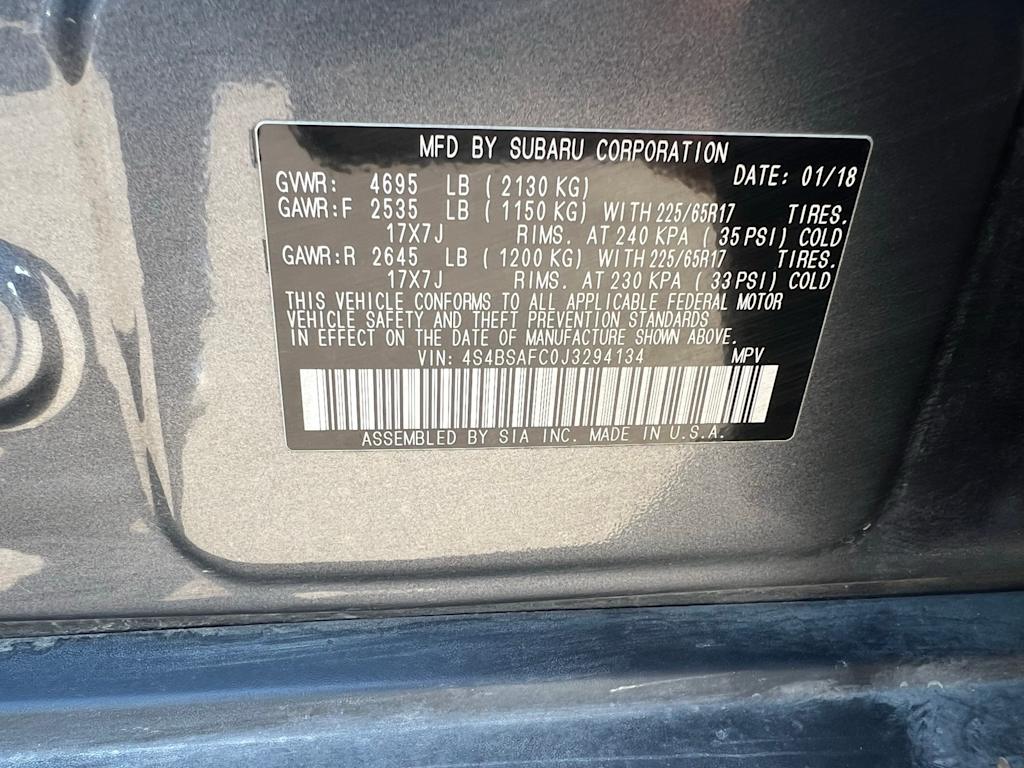 MFD BY SUBARU CORPORATION
DATE: 01/18
GVWR: 4695 LB ( 2130 KG)
GAWR:F 2535 LB ( 1150 KG) WITH 225/65R17 TIRES.
17X7J RIMS. AT 240 KPA ( 35 PSI) COLD
GAWR:R 2645 LB ( 1200 KG) WITH 225/65R17 TIRES.
17X7J RIMS. AT 230 KPA ( 33 PSI) COLD
THIS VEHICLE CONFORMS TO ALL APPLICABLE FEDERAL MOTOR
VEHICLE SAFETY AND THEFT PREVENTION STANDARDS
IN EFFECT ON THE DATE OF MANUFACTURE SHOWN ABOVE.
VIN: 4S4BSAFC0J3294134 MPV
ASSEMBLED BY SIA INC. MADE IN U.S.A.